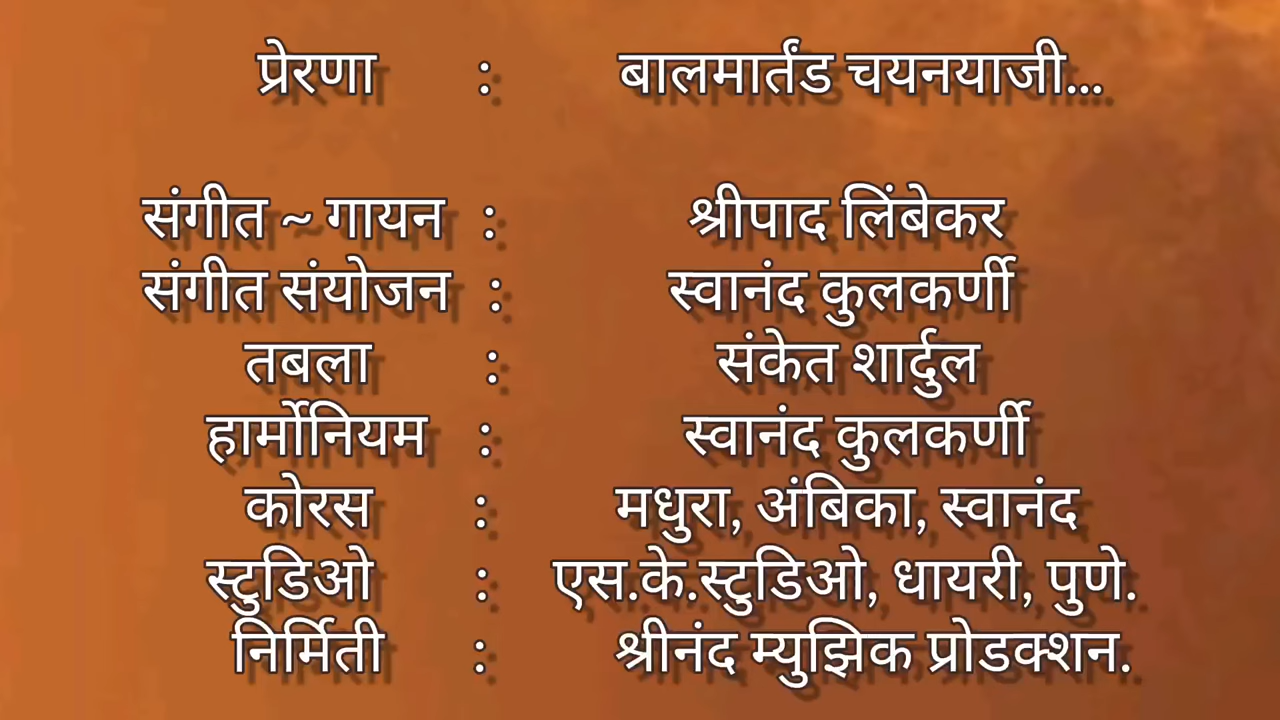 प्रेरणा : बालमार्तंड चयनयाजी...
संगीत ~ गायन : श्रीपाद लिंबेकर
संगीत संयोजन : स्वानंद कुलकर्णी
तबला : संकेत शार्दुल
हार्मोनियम : स्वानंद कुलकर्णी
कोरस : मधुरा, अंबिका, स्वानंद
स्टुडिओ : एस.के.स्टुडिओ, धायरी, पुणे.
निर्मिती : श्रीनंद म्युझिक प्रोडक्शन.